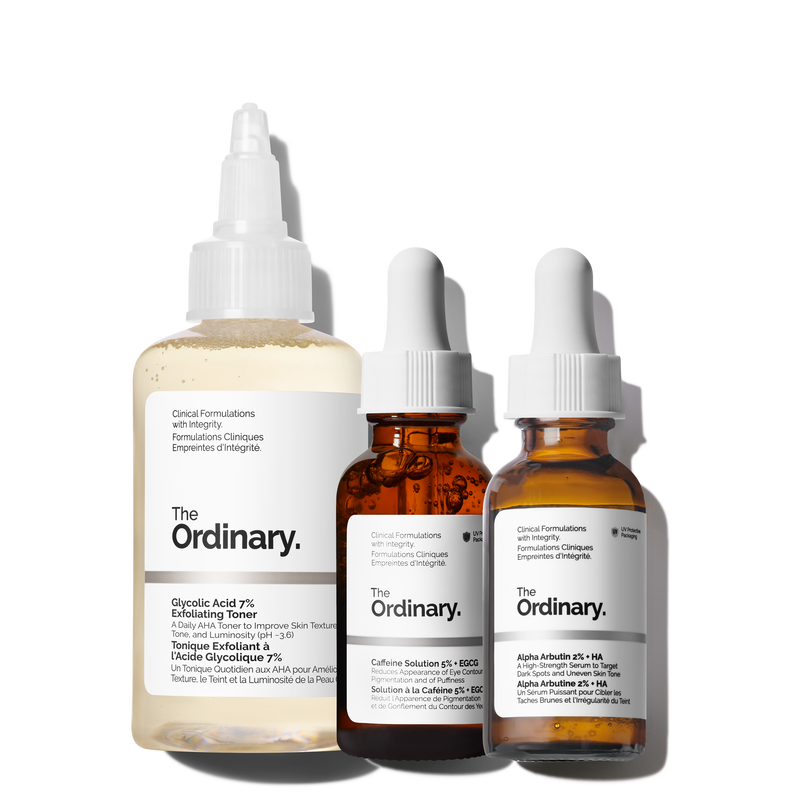 Clinical Formulations
with Integrity.
Formulations Cliniques
Empreintes d'Intégrité.
The
Ordinary.
Glycolic Acid 7%
Exfoliating Toner
A Daily AHA Toner to Improve Skin Texture
Tone, and Luminosity (pH ~3.6)
Tonique Exfoliant à
l'Acide Glycolique 7%
Un Tonique Quotidien aux AHA pour
Texture, le Teint et la Luminosité de la Peau
Clinical Formulations
with Integrity.
Formulations Cliniques
Empreintes d'Intégrité.
UV
The
Ordinary.
Caffeine Solution 5% + EGCG
Reduces Appearance of Eye Contour
Pigmentation and of Puffiness
Solution à la Caféine 5% + EGC
Réduit l'Apparence de Pigmentation
et de Gonflement du Contour des
Clinical Formulations
with Integrity.
Formulations Cliniques
Empreintes d'Intégrité.
UV Protective
Packaging
The
Ordinary.
Alpha Arbutin 2% + HA
A High-Strength Serum to Target
Dark Spots and Uneven Skin Tone
Alpha Arbutine 2% + HA
Un Sérum Puissant pour Cibler les
Taches Brunes et l'Irrégularité du Teint